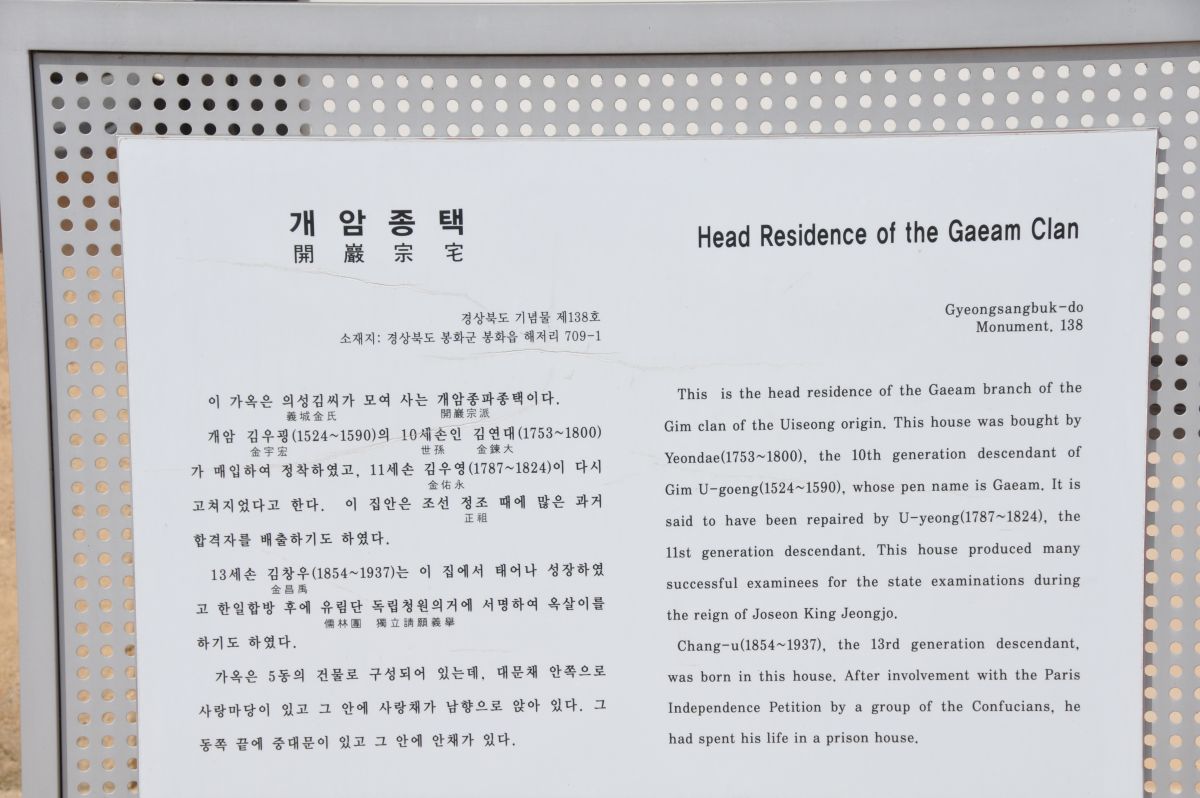 개 암 종 택
開 巖 宗 宅
경상북도 기념물 제138호
소재지: 경상북도 봉화군 봉화읍 해저리 709-1
이 가옥은 의성김씨가 모여 사는 개암종파종택이다.
義城金氏 開巖宗派
개암 김우굉(1524~1590)의 10세손인 김연대(1753~1800)
金宇宏 世孫 金鍊大
가 매입하여 정착하였고, 11세손 김우영(1787~1824)이 다시
金佑永
고쳐지었다고 한다. 이 집안은 조선 정조 때에 많은 과거
正祖
합격자를 배출하기도 하였다.
13세손 김창우(1854~1937)는 이 집에서 태어나 성장하였
金昌禹
고 한일합방 후에 유림단 독립청원의거에 서명하여 옥살이를
儒林團 獨立請願義擧
하기도 하였다.
가옥은 5동의 건물로 구성되어 있는데, 대문채 안쪽으로
사랑마당이 있고 그 안에 사랑채가 남향으로 앉아 있다. 그
동쪽 끝에 중대문이 있고 그 안에 안채가 있다.
Head Residence of the Gaeam Clan
Gyeongsangbuk-do
Monument. 138
This is the head residence of the Gaeam branch of the
Gim clan of the Uiseong origin. This house was bought by
Yeondae(1753~1800), the 10th generation descendant of
Gim U-goeng(1524~1590), whose pen name is Gaeam. It is
said to have been repaired by U-yeong(1787~1824), the
11st generation descendant. This house produced many
successful examinees for the state examinations during
the reign of Joseon King Jeongjo.
Chang-u(1854~1937), the 13rd generation descendant,
was born in this house. After involvement with the Paris
Independence Petition by a group of the Confucians, he
had spent his life in a prison house.